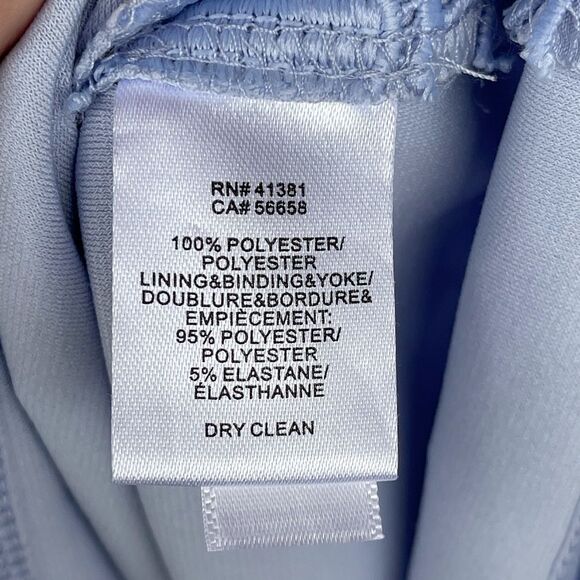 RN# 41381
CA# 56658
100% POLYESTER/
POLYESTER
LINING&BINDING&YOKE/
DOUBLURE&BORDURE&
EMPIÈCEMENT:
95% POLYESTER/
POLYESTER
5% ELASTANE/
ÉLASTHANNE
DRY CLEAN